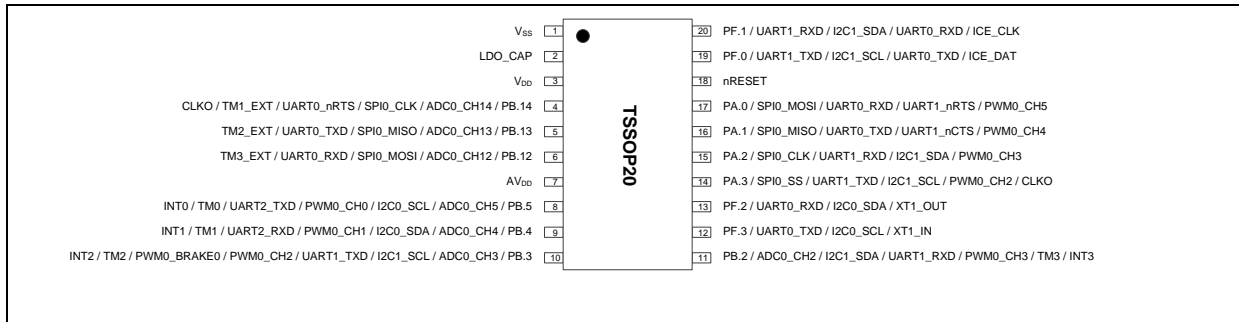 VSS 1
LDO_CAP 2
VDD 3
CLKO / TM1_EXT / UART0_nRTS / SPI0_CLK / ADC0_CH14 / PB.14 4
TM2_EXT / UART0_TXD / SPI0_MISO / ADC0_CH13 / PB.13 5
TM3_EXT / UART0_RXD / SPI0_MOSI / ADC0_CH12 / PB.12 6
AVDD 7
INT0 / TM0 / UART2_TXD / PWM0_CH0 / I2C0_SCL / ADC0_CH5 / PB.5 8
INT1 / TM1 / UART2_RXD / PWM0_CH1 / I2C0_SDA / ADC0_CH4 / PB.4 9
INT2 / TM2 / PWM0_BRAKE0 / PWM0_CH2 / UART1_TXD / I2C1_SCL / ADC0_CH3 / PB.3 10
TSSOP20
20 PF.1 / UART1_RXD / I2C1_SDA / UART0_RXD / ICE_CLK
19 PF.0 / UART1_TXD / I2C1_SCL / UART0_TXD / ICE_DAT
18 nRESET
17 PA.0 / SPI0_MOSI / UART0_RXD / UART1_nRTS / PWM0_CH5
16 PA.1 / SPI0_MISO / UART0_TXD / UART1_nCTS / PWM0_CH4
15 PA.2 / SPI0_CLK / UART1_RXD / I2C1_SDA / PWM0_CH3
14 PA.3 / SPI0_SS / UART1_TXD / I2C1_SCL / PWM0_CH2 / CLKO
13 PF.2 / UART0_RXD / I2C0_SDA / XT1_OUT
12 PF.3 / UART0_TXD / I2C0_SCL / XT1_IN
11 PB.2 / ADC0_CH2 / I2C1_SDA / UART1_RXD / PWM0_CH3 / TM3 / INT3